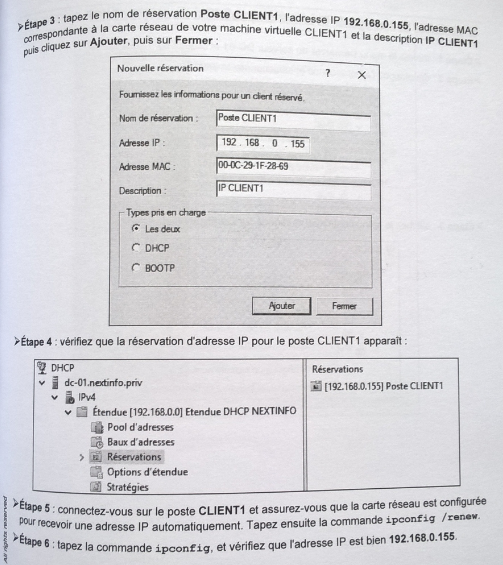 ➢Étape 3 : tapez le nom de réservation Poste CLIENT1, l'adresse IP 192.168.0.155, l'adresse MAC
correspondante à la carte réseau de votre machine virtuelle CLIENT1 et la description IP CLIENT1
puis cliquez sur Ajouter, puis sur Fermer :
Nouvelle réservation ? X
Fournissez les informations pour un client réservé.
Nom de réservation : Poste CLIENT1
Adresse IP : 192 . 168 . 0 . 155
Adresse MAC : 00-0C-29-1F-28-69
Description : IP CLIENT1
Types pris en charge
Les deux
DHCP
BOOTP
Ajouter Fermer
➢Étape 4 : vérifiez que la réservation d'adresse IP pour le poste CLIENT1 apparaît :
DHCP
dc-01.nextinfo.priv
IPv4
Étendue [192.168.0.0] Etendue DHCP NEXTINFO
Pool d'adresses
Baux d'adresses
Réservations
Options d'étendue
Stratégies
Réservations
[192.168.0.155] Poste CLIENT1
➢Étape 5 : connectez-vous sur le poste CLIENT1 et assurez-vous que la carte réseau est configurée
pour recevoir une adresse IP automatiquement. Tapez ensuite la commande ipconfig /renew.
➢Étape 6 : tapez la commande ipconfig, et vérifiez que l'adresse IP est bien 192.168.0.155.
All rights reserved